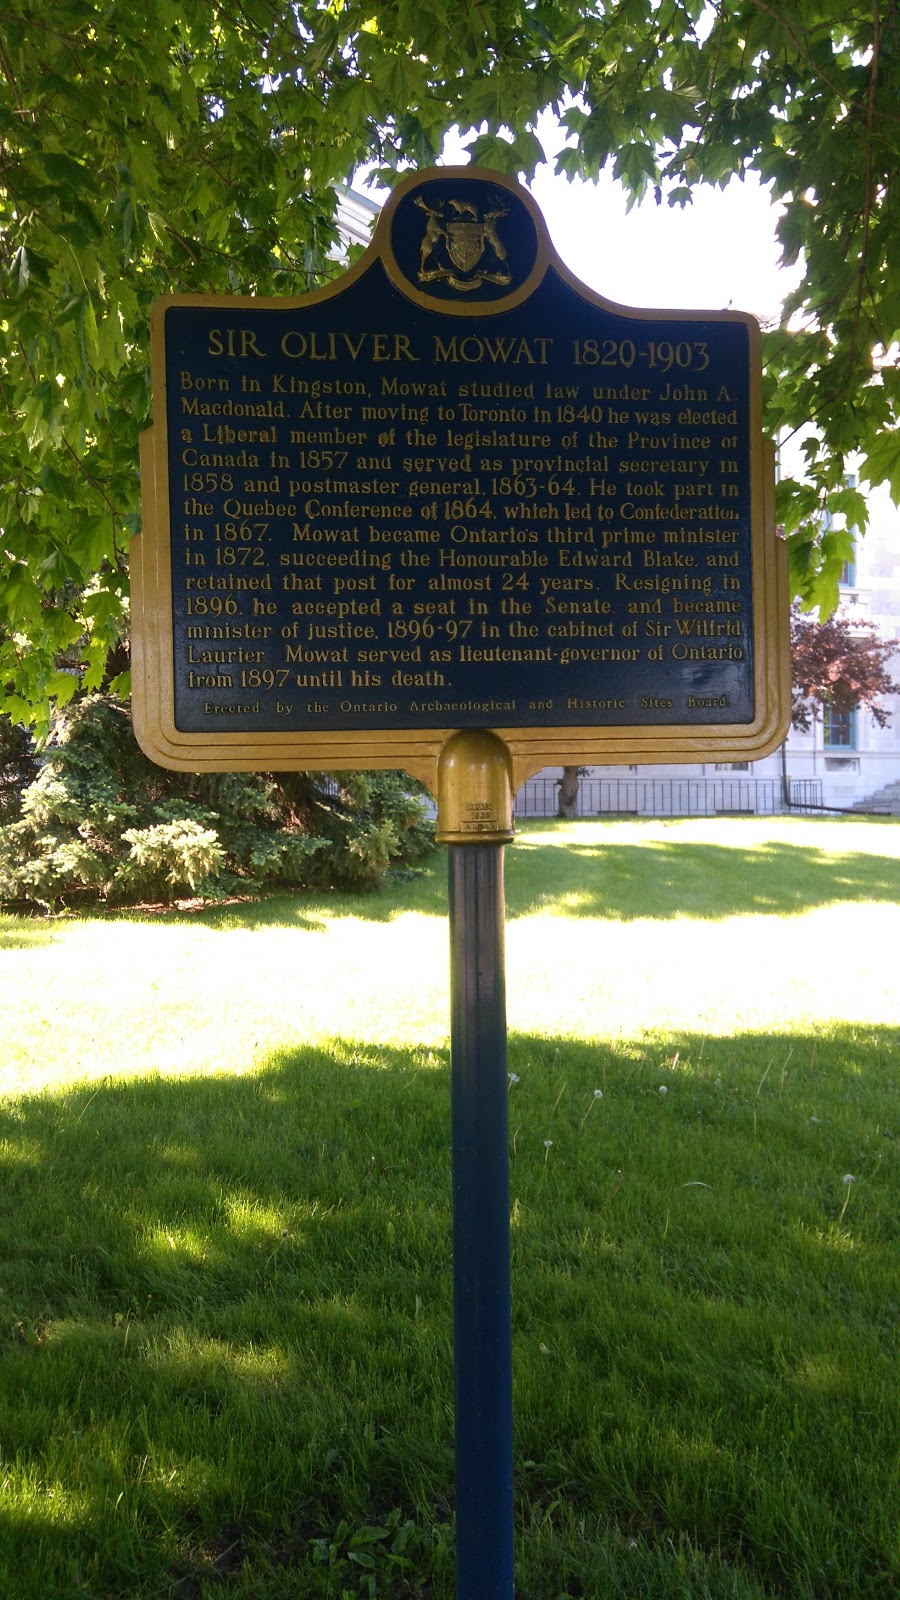 SIR OLIVER MOWAT 1820-1903
Born in Kingston, Mowat studied law under John A.
Macdonald. After moving to Toronto in 1840 he was elected
a Liberal member of the legislature of the Province of
Canada in 1857 and served as provincial secretary in
1858 and postmaster general, 1863-64. He took part in
the Quebec Conference of 1864, which led to Confederation
in 1867. Mowat became Ontario's third prime minister
in 1872, succeeding the Honourable Edward Blake, and
retained that post for almost 24 years. Resigning in
1896, he accepted a seat in the Senate, and became
minister of justice, 1896-97 in the cabinet of Sir Wilfrid
Laurier. Mowat served as lieutenant-governor of Ontario
from 1897 until his death.
Erected by the Ontario Archaeological and Historic Sites Board.